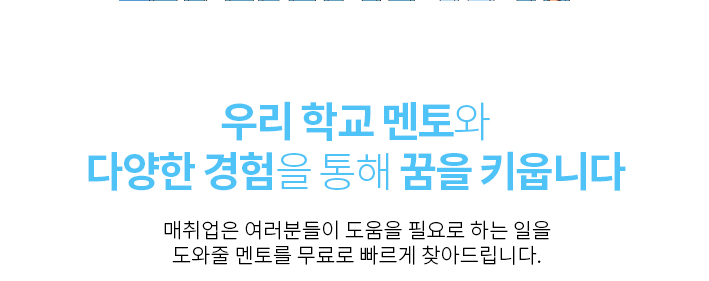 우리 학교 멘토와
다양한 경험을 통해 꿈을 키웁니다
매취업은 여러분들이 도움을 필요로 하는 일을
도와줄 멘토를 무료로 빠르게 찾아드립니다.